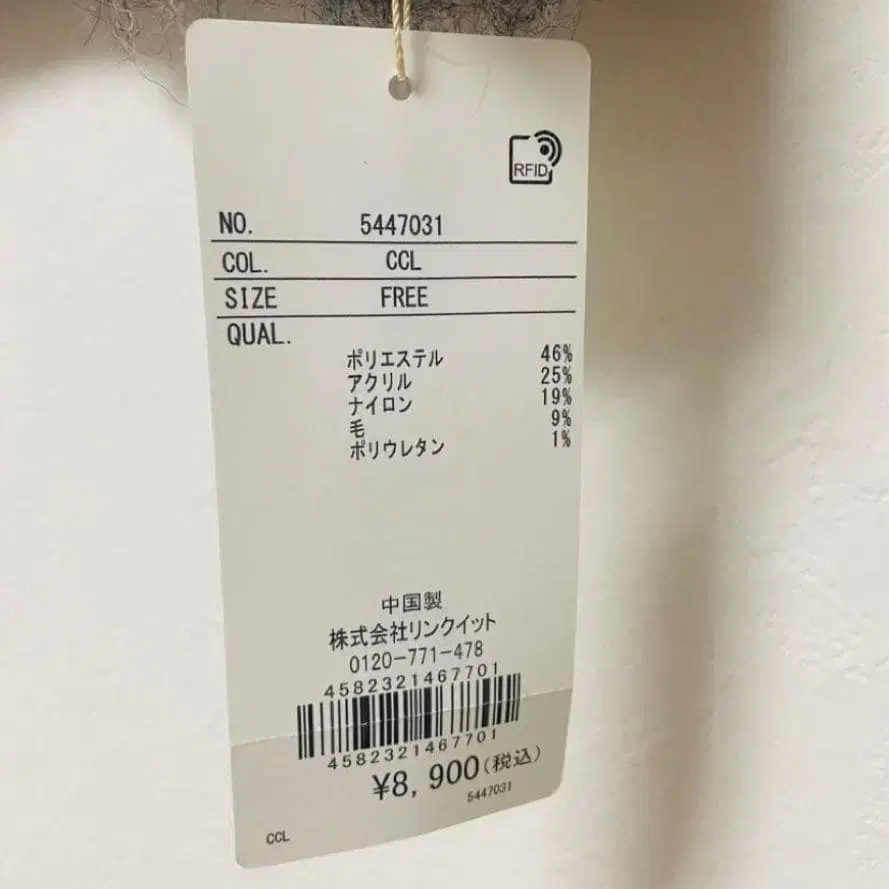 RFID
NO. 5447031
COL. CCL
SIZE FREE
QUAL.
ポリエステル 46%
アクリル 25%
ナイロン 19%
毛 9%
ポリウレタン 1%
中国製
株式会社リンクイット
0120-771-478
4582321467701
4582321467701
¥8,900(税込)
5447031
CCL